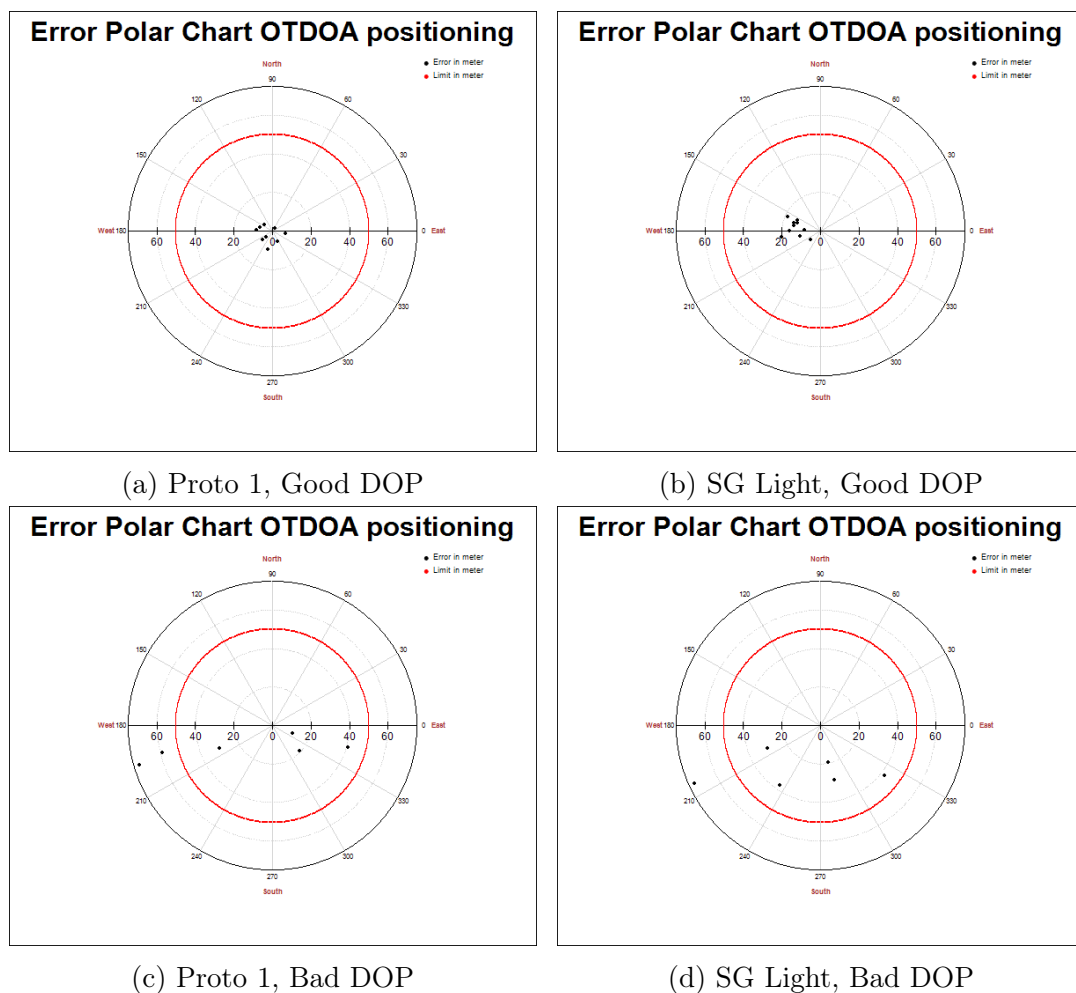 Error Polar Chart OTDOA positioning
Error in meter
Limit in meter
North
90
120 60
150 30
West 180 60 40 20 0 20 40 60 0 East
210 330
240 300
270
South
(a) Proto 1, Good DOP
Error Polar Chart OTDOA positioning
Error in meter
Limit in meter
North
90
120 60
150 30
West 180 60 40 20 0 20 40 60 0 East
210 330
240 300
270
South
(b) SG Light, Good DOP
Error Polar Chart OTDOA positioning
Error in meter
Limit in meter
North
90
120 60
150 30
West 180 60 40 20 0 20 40 60 0 East
210 330
240 300
270
South
(c) Proto 1, Bad DOP
Error Polar Chart OTDOA positioning
Error in meter
Limit in meter
North
90
120 60
150 30
West 180 60 40 20 0 20 40 60 0 East
210 330
240 300
270
South
(d) SG Light, Bad DOP